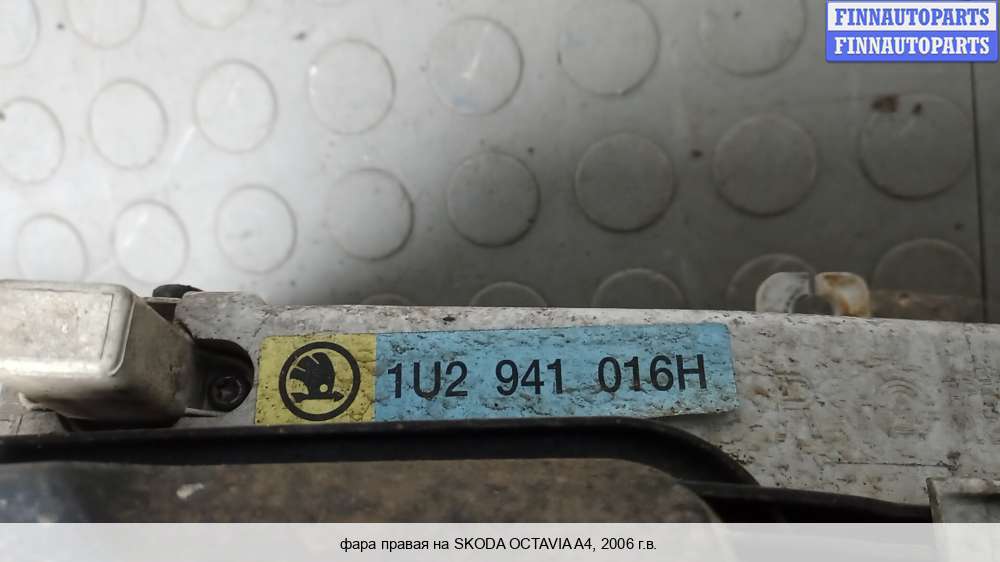 FINNAUTOPARTS
FINNAUTOPARTS
1U2 941 016H
фара правая на SKODA OCTAVIA A4, 2006 г.в.